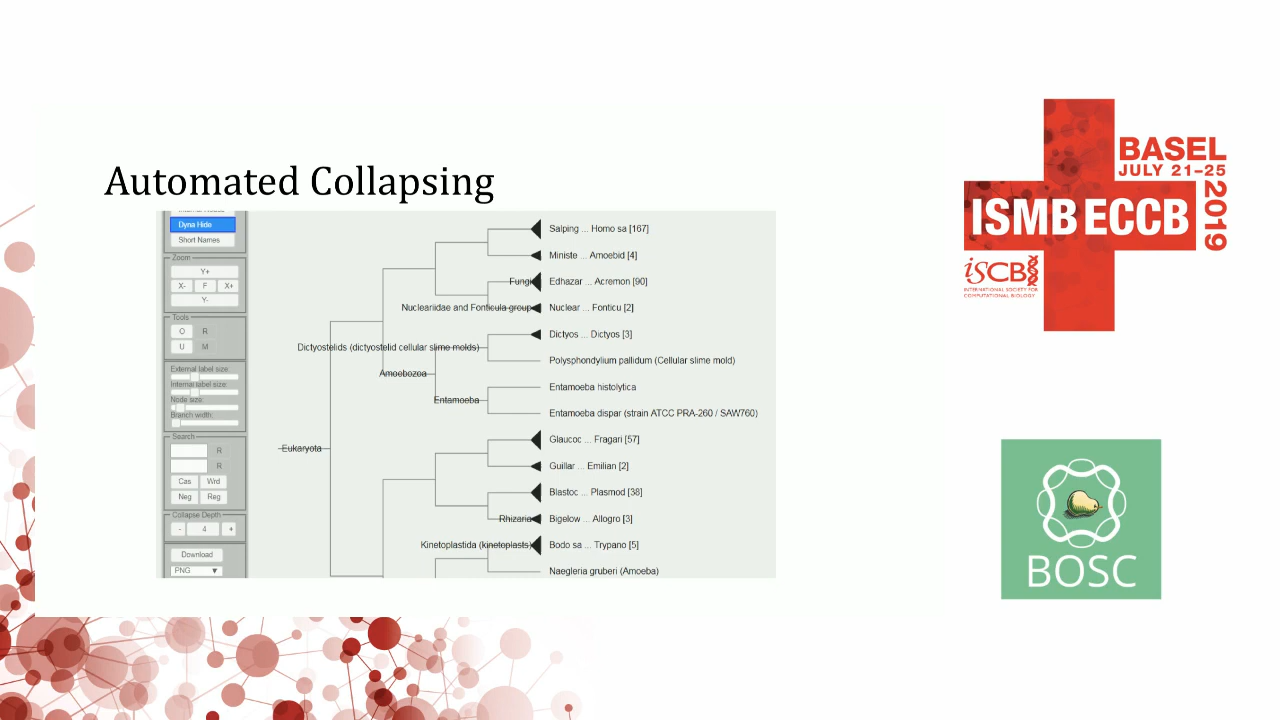 Automated Collapsing
Dyna Hide
Short Names
Zoom
Y+
X- F X+
Y-
Tools
O R
U M
External label size:
Internal label size:
Node size:
Branch width:
Search
R
R
Cas Wrd
Neg Reg
Collapse Depth
- 4 +
Download
PNG ▼
Salping ... Homo sa [167]
Ministe ... Amoebid [4]
Fungi
Edhazar ... Acremon [90]
Nucleariidae and Fonticula group
Nuclear ... Fonticu [2]
Dictyos ... Dictyos [3]
Dictyostelids (dictyostelid cellular slime molds)
Polysphondylium pallidum (Cellular slime mold)
Amoebozoa
Entamoeba histolytica
Entamoeba
Entamoeba dispar (strain ATCC PRA-260 / SAW760)
Glaucoc ... Fragari [57]
Eukaryota
Guillar ... Emilian [2]
Blastoc ... Plasmod [38]
Rhizaria
Bigelow ... Allogro [3]
Kinetoplastida (kinetoplasts)
Bodo sa ... Trypano [5]
Naegleria gruberi (Amoeba)
BASEL
JULY 21–25
2019
ISMB ECCB
ISCB
INTERNATIONAL SOCIETY FOR
COMPUTATIONAL BIOLOGY
BOSC